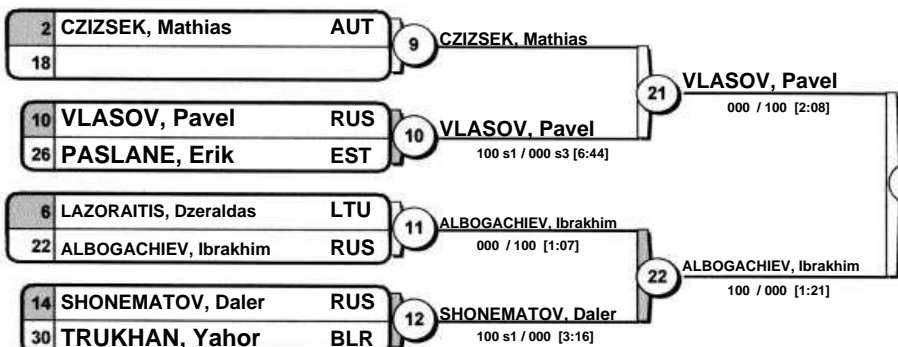 2 CZIZSEK, Mathias AUT
18
9
CZIZSEK, Mathias
10 VLASOV, Pavel RUS
26 PASLANE, Erik EST
10
VLASOV, Pavel
100 s1 / 000 s3 [6:44]
21
VLASOV, Pavel
000 / 100 [2:08]
6 LAZORAITIS, Dzeraldas LTU
22 ALBOGACHIEV, Ibrakhim RUS
11
ALBOGACHIEV, Ibrakhim
000 / 100 [1:07]
14 SHONEMATOV, Daler RUS
30 TRUKHAN, Yahor BLR
12
SHONEMATOV, Daler
100 s1 / 000 [3:16]
22
ALBOGACHIEV, Ibrakhim
100 / 000 [1:21]